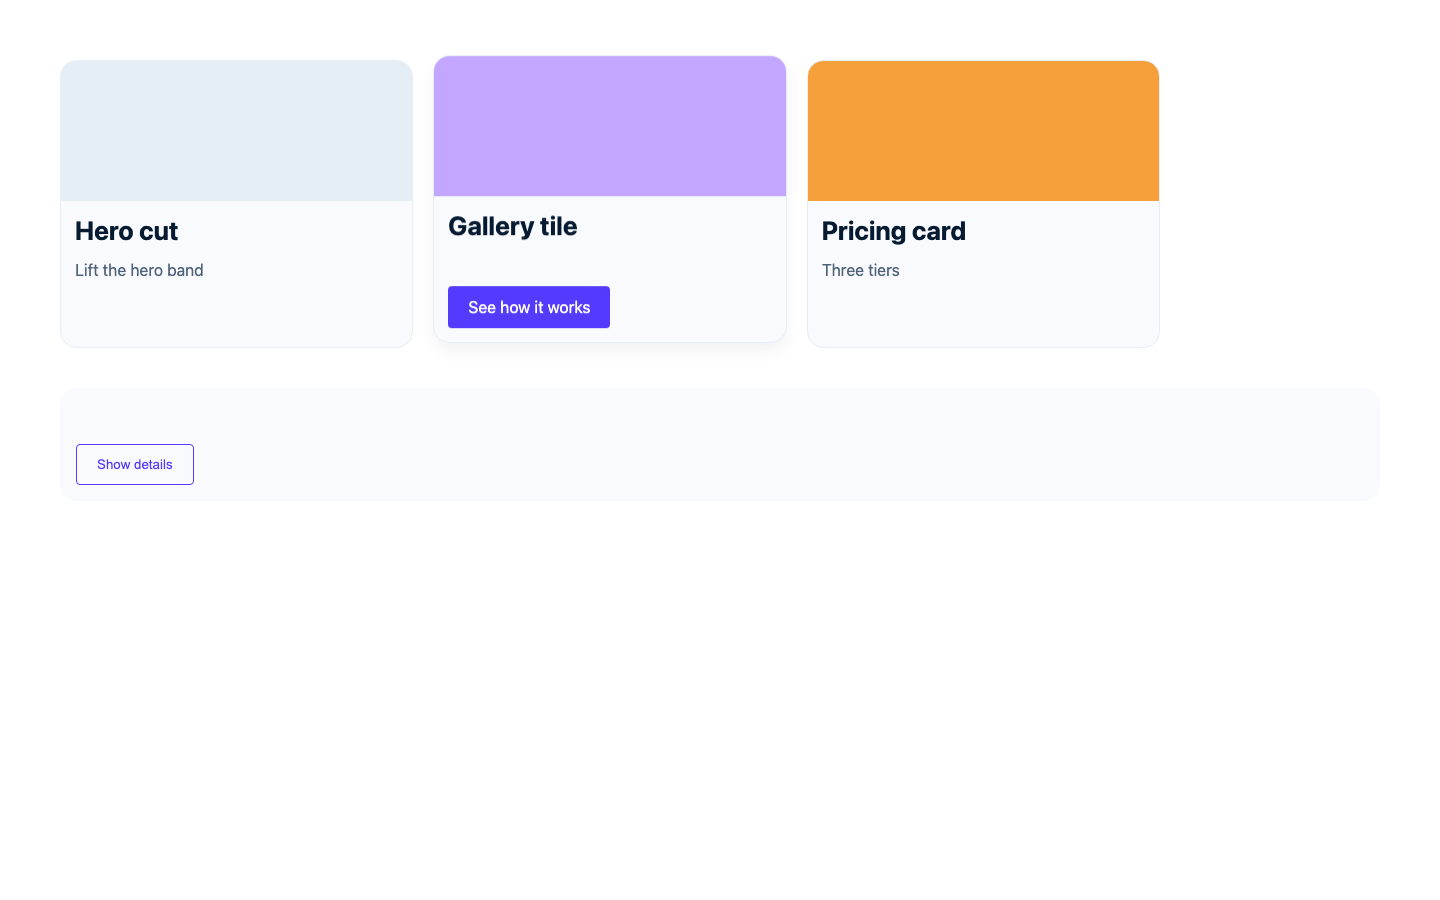 Hero cut
Lift the hero band
Gallery tile
See how it works
Pricing card
Three tiers
Show details